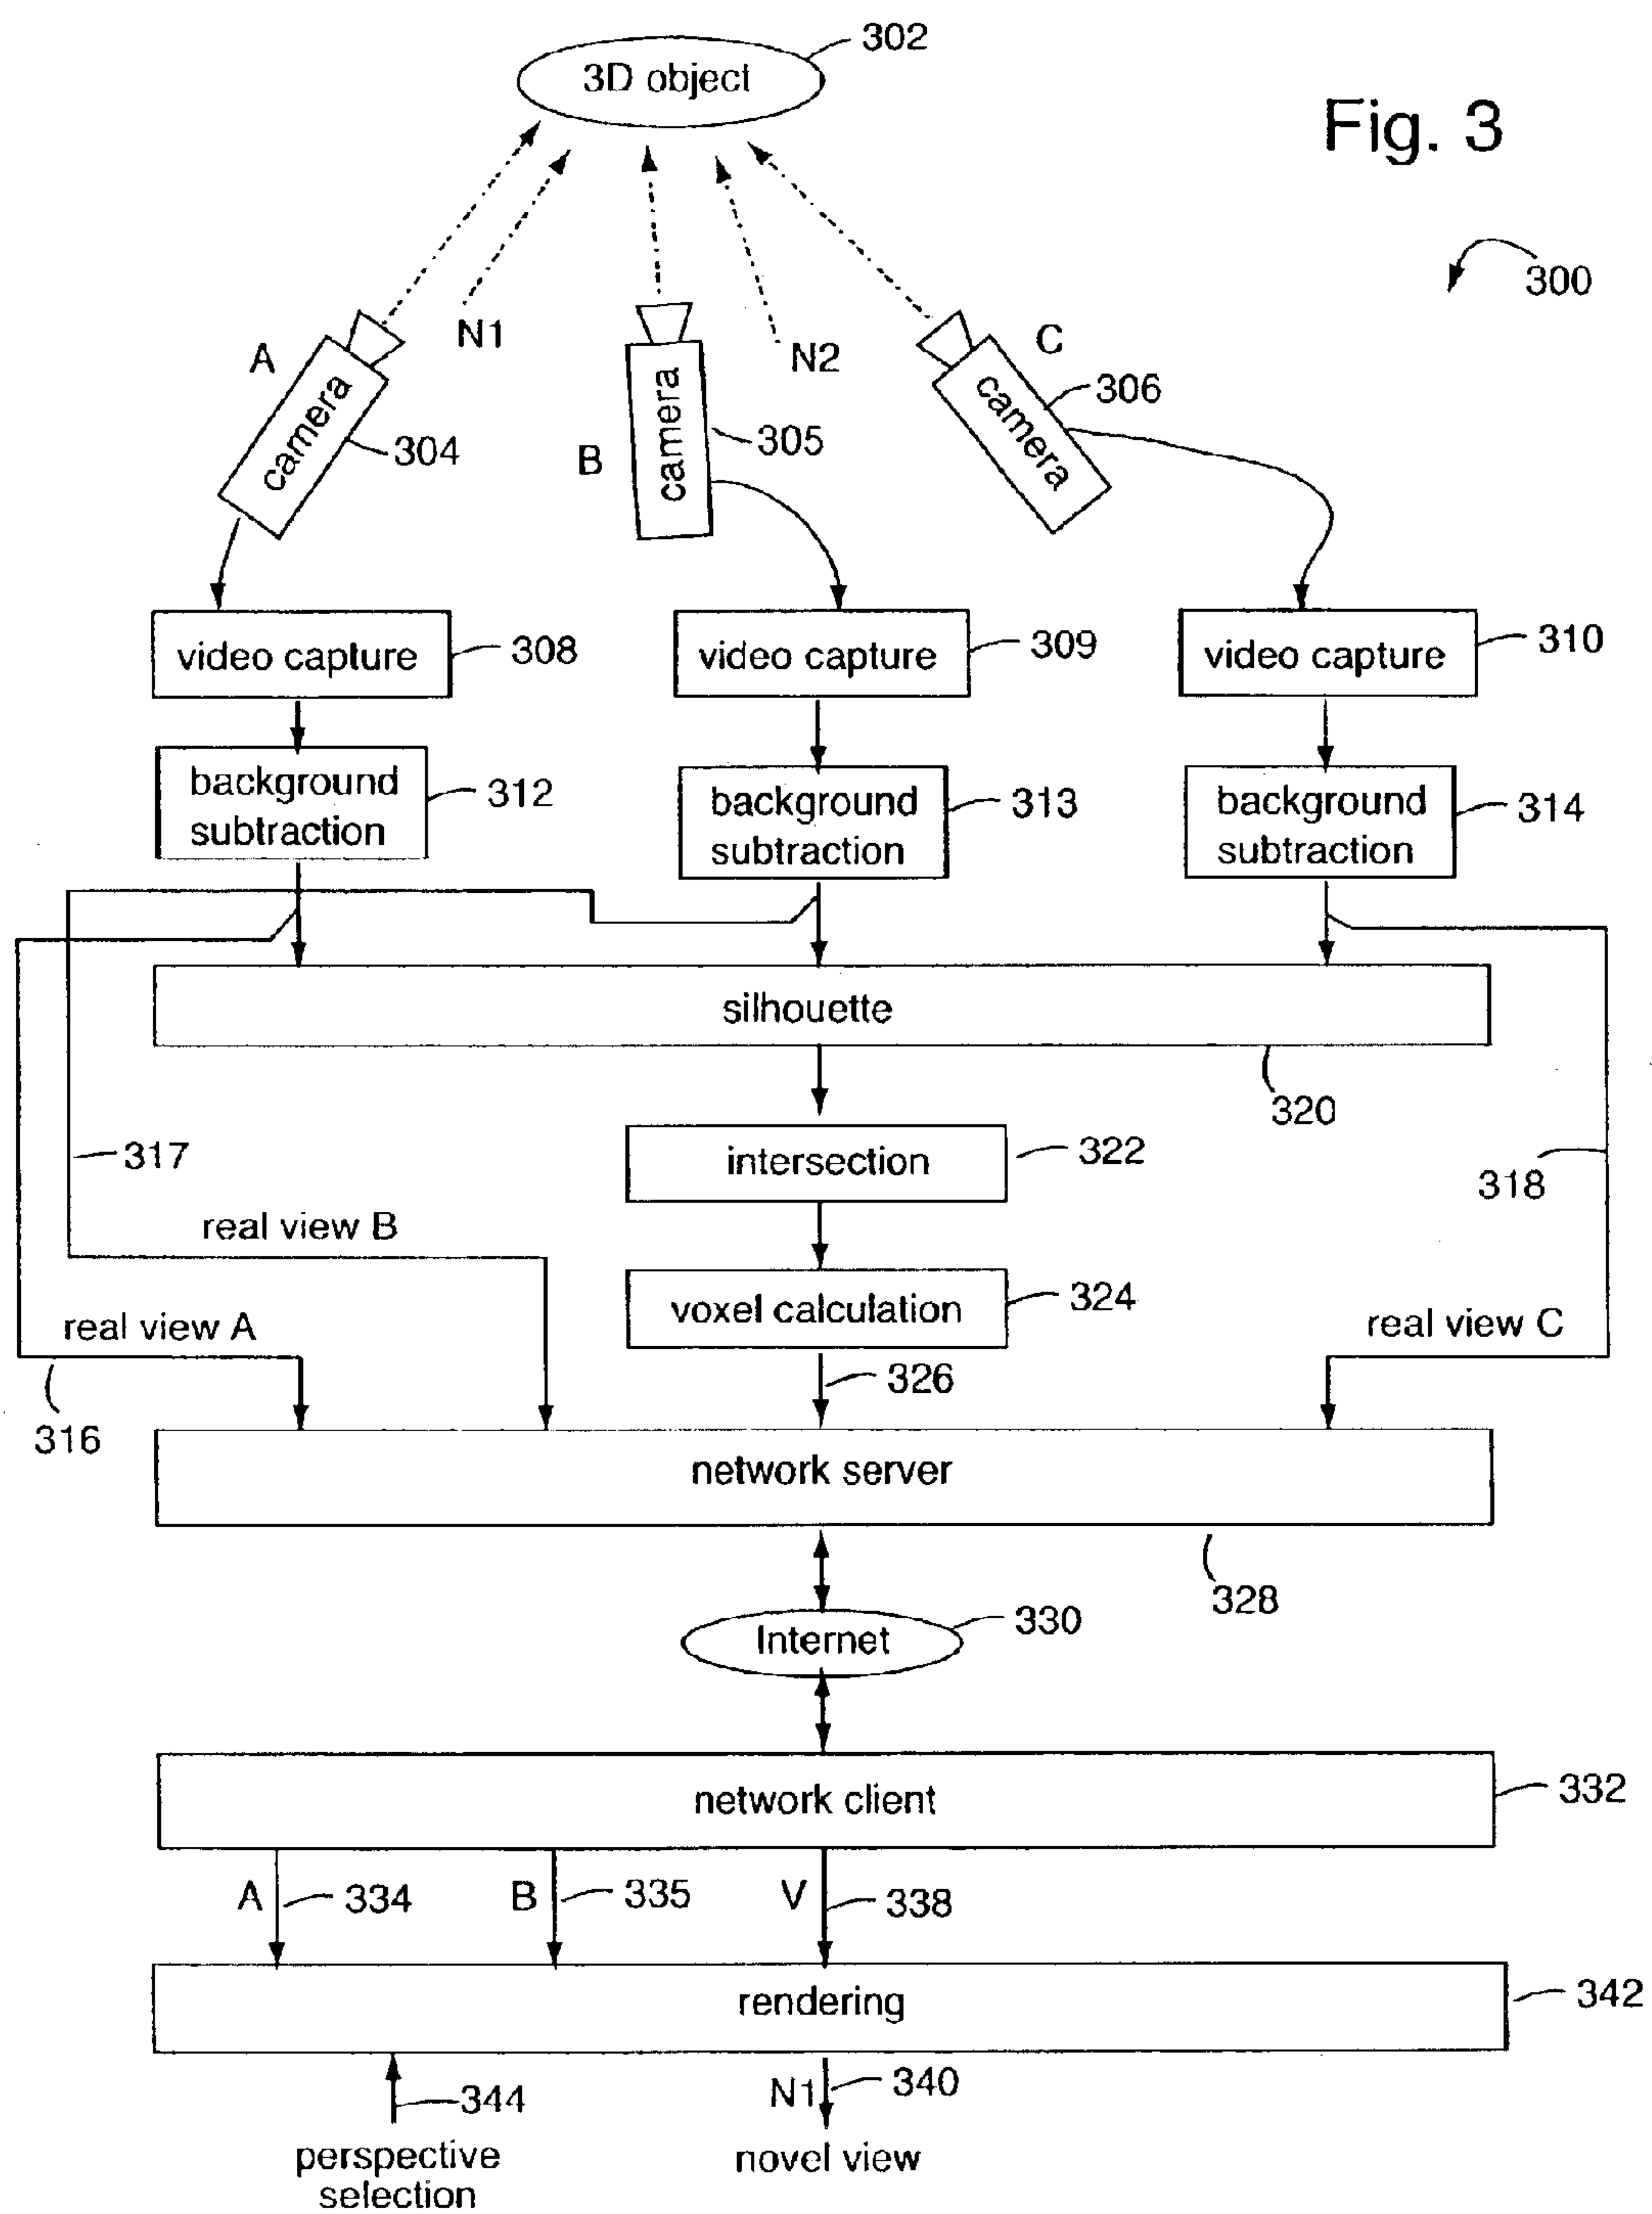 302
3D object
Fig. 3
300
A
N1
N2
C
camera
304
B
camera
305
camera
306
video capture
308
video capture
309
video capture
310
background
subtraction
312
background
subtraction
313
background
subtraction
314
silhouette
320
317
intersection
322
318
real view B
voxel calculation
324
real view A
real view C
326
316
network server
328
Internet
330
network client
332
A
334
B
335
V
338
rendering
342
344
N1
340
perspective
selection
novel view